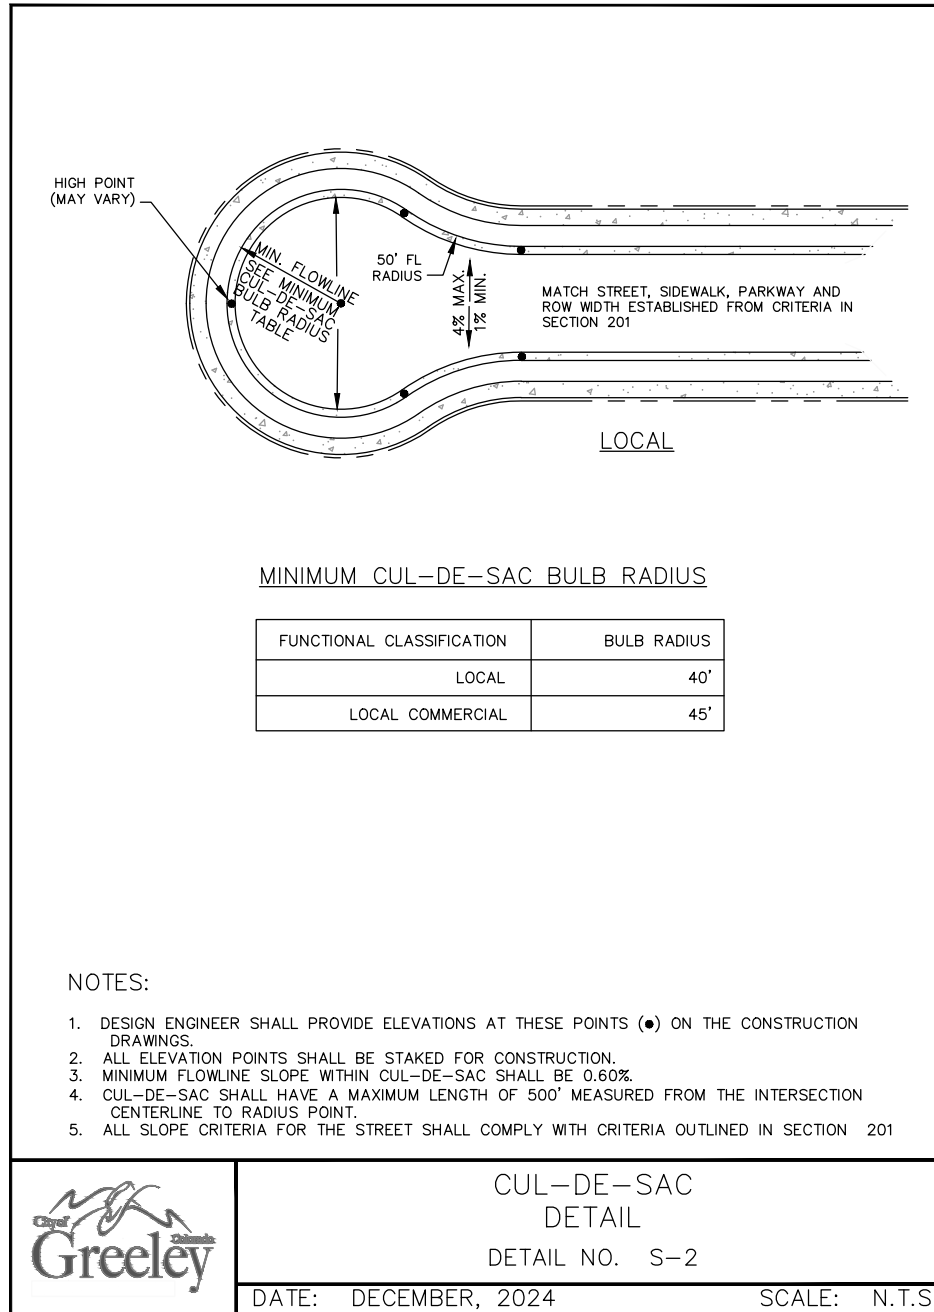 HIGH POINT
(MAY VARY)
MIN. FLOWLINE
SEE MINIMUM
CUL-DE-SAC
BULB RADIUS
TABLE
50' FL
RADIUS
4% MAX.
1% MIN.
MATCH STREET, SIDEWALK, PARKWAY AND
ROW WIDTH ESTABLISHED FROM CRITERIA IN
SECTION 201
LOCAL
MINIMUM CUL-DE-SAC BULB RADIUS
FUNCTIONAL CLASSIFICATION BULB RADIUS
LOCAL 40'
LOCAL COMMERCIAL 45'
NOTES:
1. DESIGN ENGINEER SHALL PROVIDE ELEVATIONS AT THESE POINTS (●) ON THE CONSTRUCTION
DRAWINGS.
2. ALL ELEVATION POINTS SHALL BE STAKED FOR CONSTRUCTION.
3. MINIMUM FLOWLINE SLOPE WITHIN CUL-DE-SAC SHALL BE 0.60%.
4. CUL-DE-SAC SHALL HAVE A MAXIMUM LENGTH OF 500' MEASURED FROM THE INTERSECTION
CENTERLINE TO RADIUS POINT.
5. ALL SLOPE CRITERIA FOR THE STREET SHALL COMPLY WITH CRITERIA OUTLINED IN SECTION 201
City of
Colorado
Greeley
CUL-DE-SAC
DETAIL
DETAIL NO. S-2
DATE: DECEMBER, 2024 SCALE: N.T.S